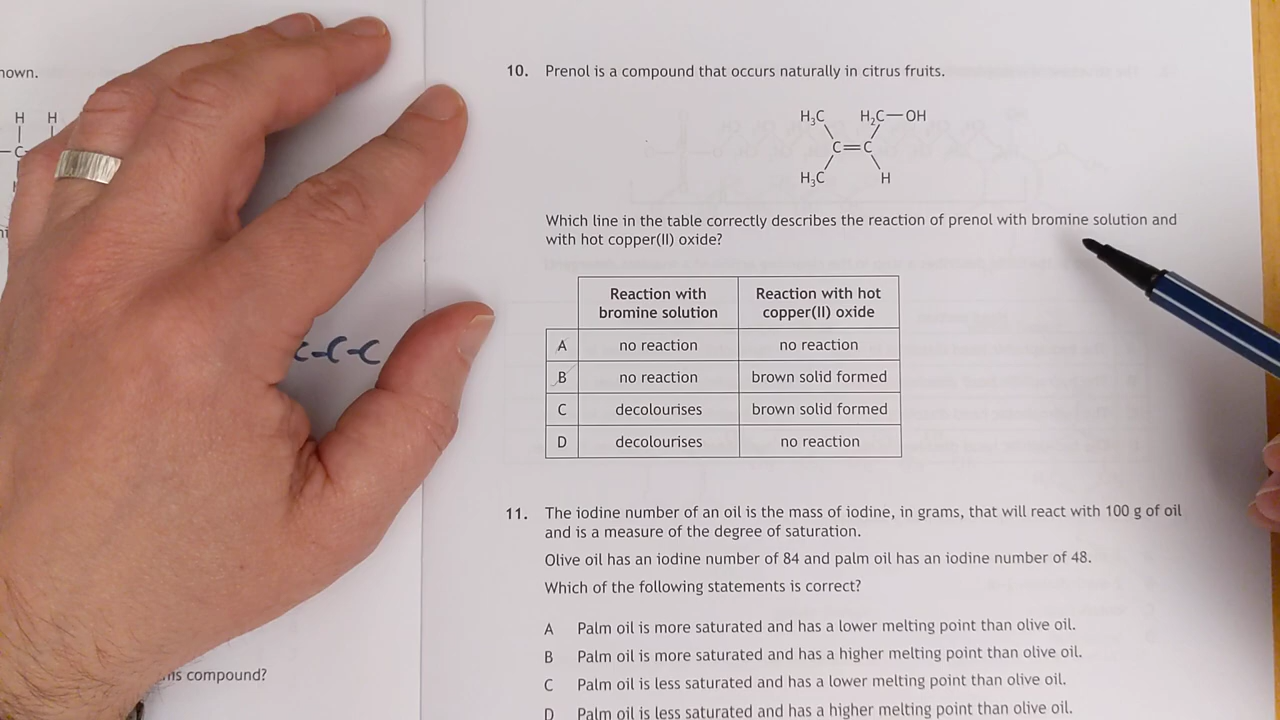 nown.
H H
C
10. Prenol is a compound that occurs naturally in citrus fruits.
H₃C H₂C—OH
C=C
H₃C H
Which line in the table correctly describes the reaction of prenol with bromine solution and
with hot copper(II) oxide?
Reaction with bromine solution Reaction with hot copper(II) oxide
A no reaction no reaction
B no reaction brown solid formed
C decolourises brown solid formed
D decolourises no reaction
C-C-C
11. The iodine number of an oil is the mass of iodine, in grams, that will react with 100 g of oil
and is a measure of the degree of saturation.
Olive oil has an iodine number of 84 and palm oil has an iodine number of 48.
Which of the following statements is correct?
A Palm oil is more saturated and has a lower melting point than olive oil.
B Palm oil is more saturated and has a higher melting point than olive oil.
C Palm oil is less saturated and has a lower melting point than olive oil.
D Palm oil is less saturated and has a higher melting point than olive oil.
his compound?